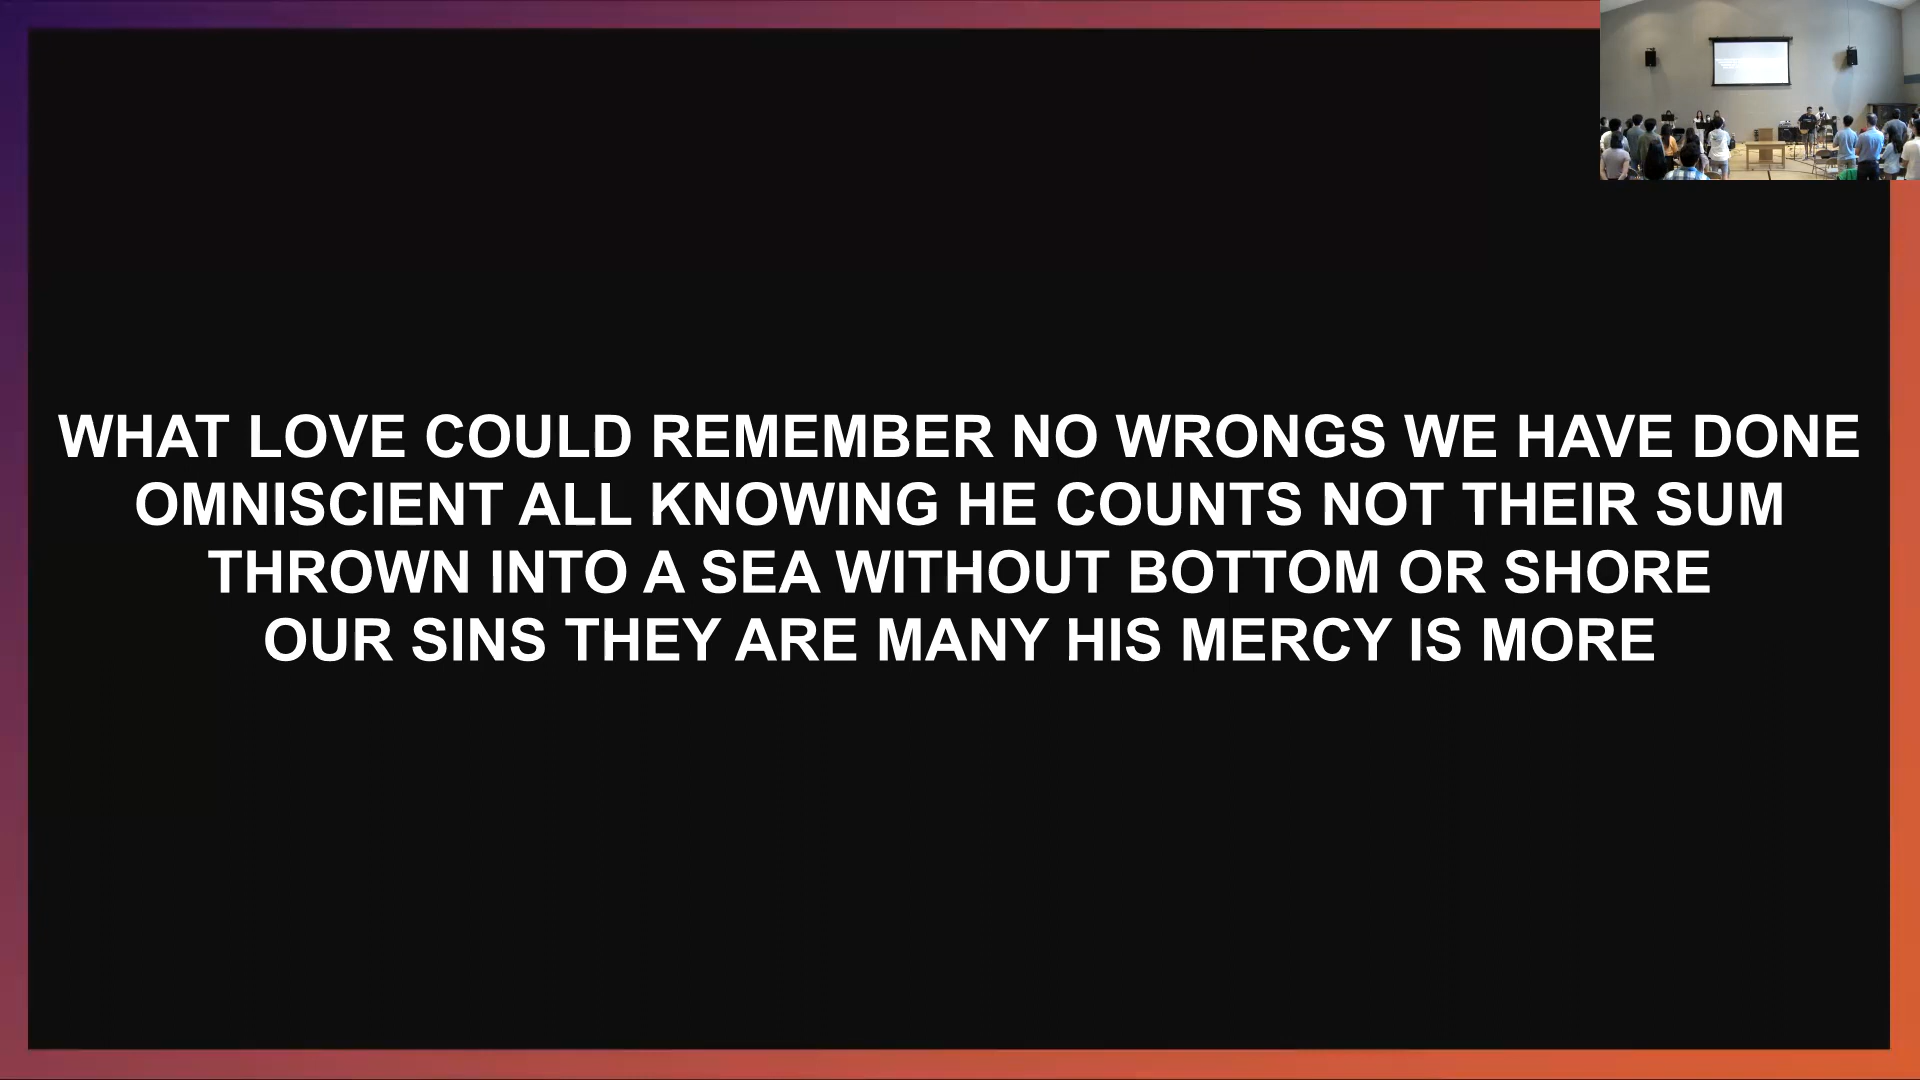 WHAT LOVE COULD REMEMBER NO WRONGS WE HAVE DONE
OMNISCIENT ALL KNOWING HE COUNTS NOT THEIR SUM
THROWN INTO A SEA WITHOUT BOTTOM OR SHORE
OUR SINS THEY ARE MANY HIS MERCY IS MORE